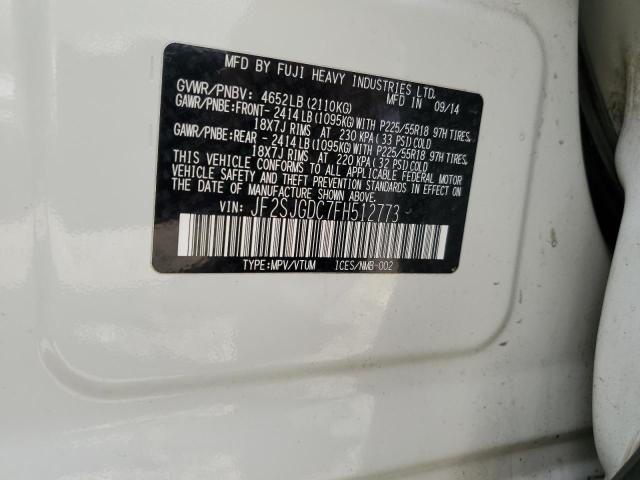 MFD BY FUJI HEAVY INDUSTRIES LTD.
GVWR/PNBV: 4652LB (2110KG) MFD IN 09/14
GAWR/PNBE:FRONT- 2414LB(1095KG)WITH P225/55R18 97H TIRES,
18X7J RIMS AT 230 KPA(33 PSI)COLD
GAWR/PNBE:REAR - 2414LB(1095KG)WITH P225/55R18 97H TIRES,
18X7J RIMS AT 220 KPA(32 PSI)COLD
THIS VEHICLE CONFORMS TO ALL APPLICABLE FEDERAL MOTOR
VEHICLE SAFETY AND THEFT PREVENTION STANDARDS IN EFFECT
ON THE DATE OF MANUFACTURE SHOWN ABOVE.
VIN: JF2SJGDC7FH512773
TYPE:MPV/VTUM ICES/NMB-002